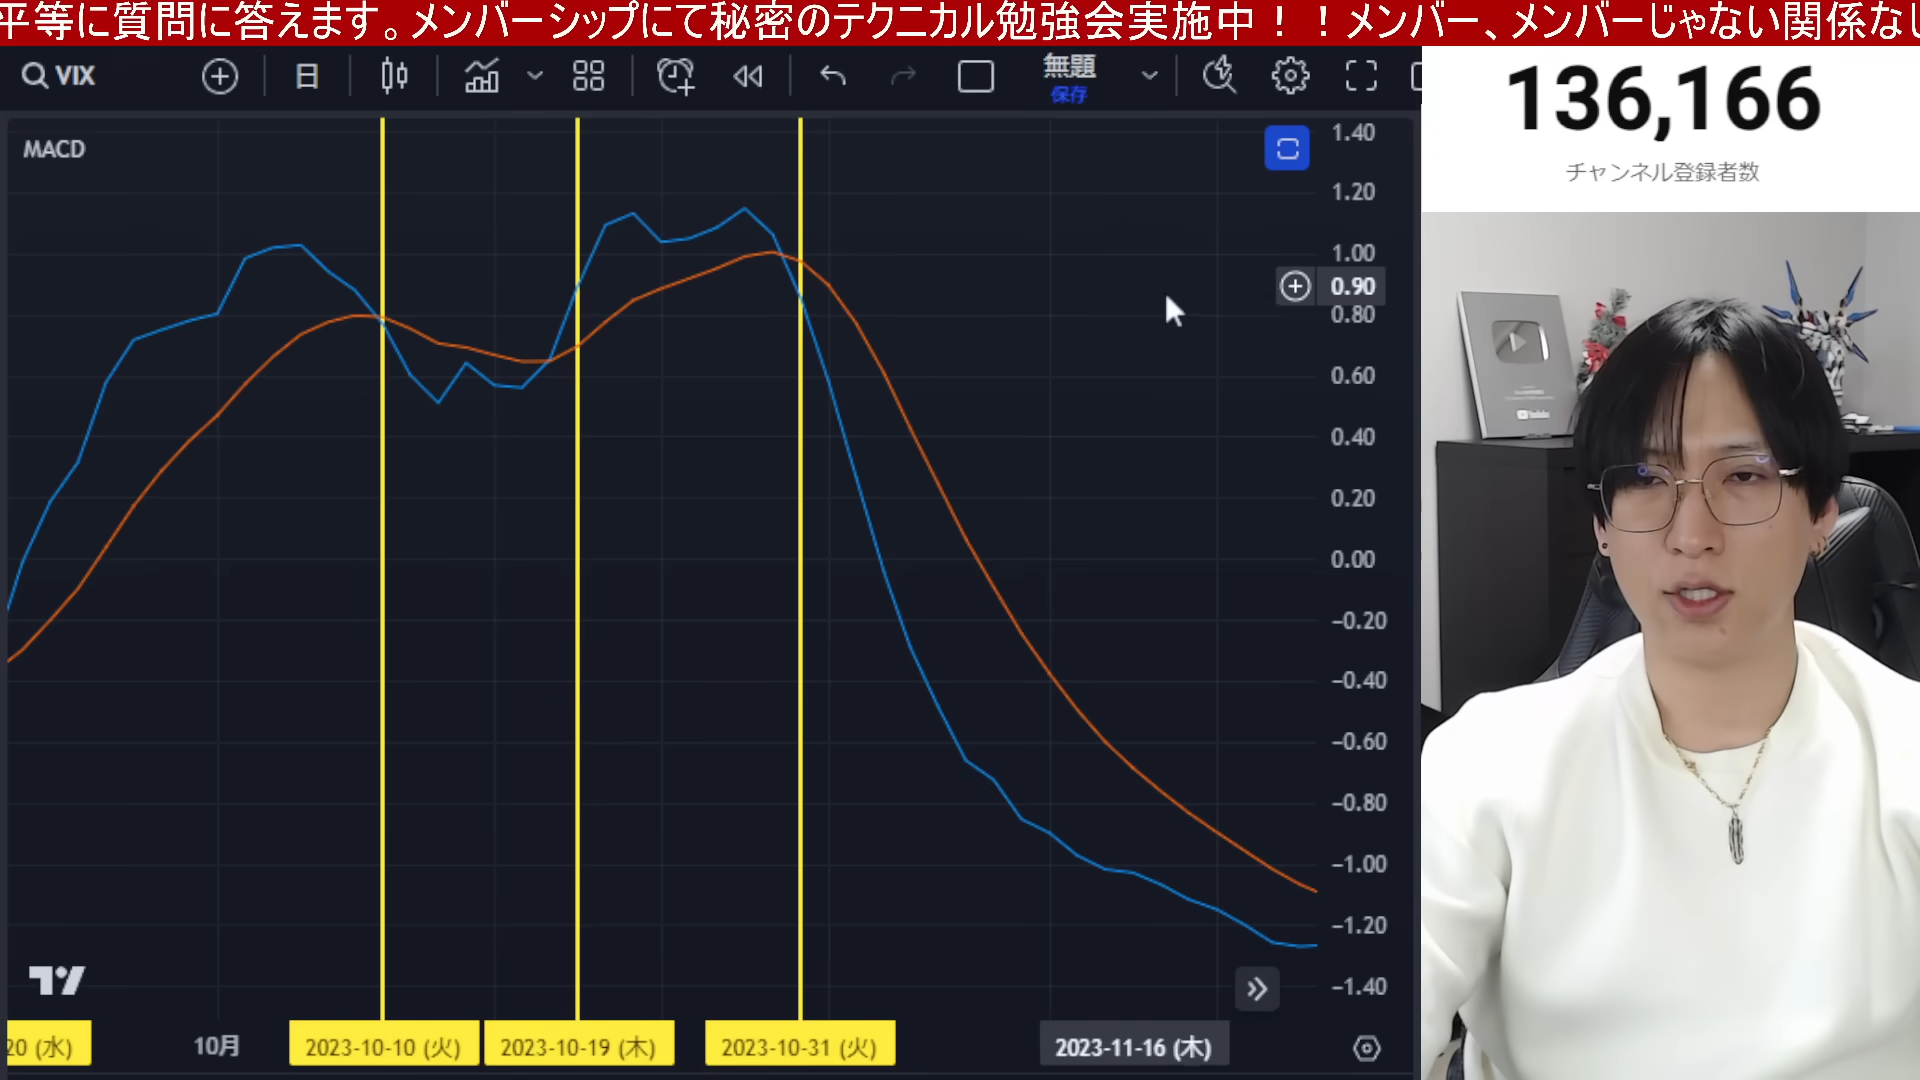 平等に質問に答えます。メンバーシップにて秘密のテクニカル勉強会実施中！！メンバー、メンバーじゃない関係なし
VIX
日
無題
保存
136,166
チャンネル登録者数
MACD
1.40
1.20
1.00
0.90
0.80
0.60
0.40
0.20
0.00
−0.20
−0.40
−0.60
−0.80
−1.00
−1.20
−1.40
YouTube
20 (水)
10月
2023-10-10 (火)
2023-10-19 (木)
2023-10-31 (火)
2023-11-16 (木)